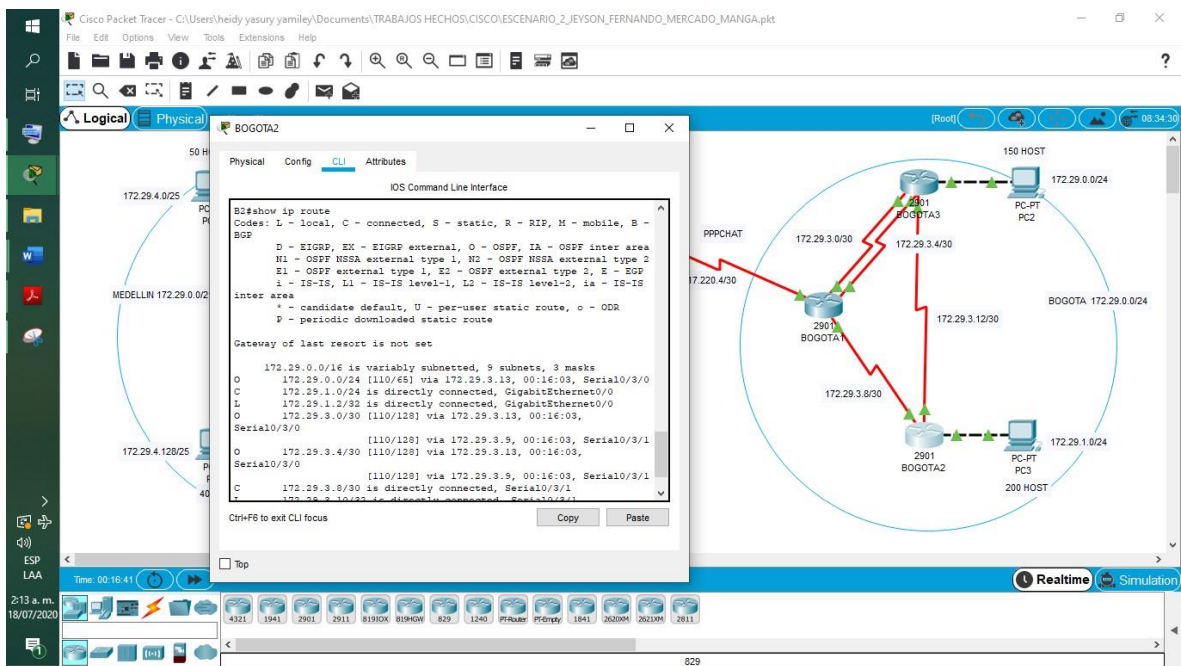 Cisco Packet Tracer - C:\Users\heidy yasury yamiley\Documents\TRABAJOS HECHOS\CISCO\ESCENARIO_2_JEYSON_FERNANDO_MERCADO_MANGA.pkt
File Edit Options View Tools Extensions Help
?
Logical Physical [Root] 08:34:30
BOGOTA2
Physical Config CLI Attributes
IOS Command Line Interface
B2#show ip route
Codes: L - local, C - connected, S - static, R - RIP, M - mobile, B -
BGP
D - EIGRP, EX - EIGRP external, O - OSPF, IA - OSPF inter area
N1 - OSPF NSSA external type 1, N2 - OSPF NSSA external type 2
E1 - OSPF external type 1, E2 - OSPF external type 2, E - EGP
i - IS-IS, L1 - IS-IS level-1, L2 - IS-IS level-2, ia - IS-IS
inter area
* - candidate default, U - per-user static route, o - ODR
P - periodic downloaded static route
Gateway of last resort is not set
172.29.0.0/16 is variably subnetted, 9 subnets, 3 masks
O 172.29.0.0/24 [110/65] via 172.29.3.13, 00:16:03, Serial0/3/0
C 172.29.1.0/24 is directly connected, GigabitEthernet0/0
L 172.29.1.2/32 is directly connected, GigabitEthernet0/0
O 172.29.3.0/30 [110/128] via 172.29.3.13, 00:16:03,
Serial0/3/0
[110/128] via 172.29.3.9, 00:16:03, Serial0/3/1
O 172.29.3.4/30 [110/128] via 172.29.3.13, 00:16:03,
Serial0/3/0
[110/128] via 172.29.3.9, 00:16:03, Serial0/3/1
C 172.29.3.8/30 is directly connected, Serial0/3/1
L 172.29.3.10/32 is directly connected, Serial0/3/1
Ctrl+F6 to exit CLI focus
Copy Paste
Top
50 H
172.29.4.0/25
PC
MEDELLIN 172.29.0.0/2
172.29.4.128/25
40
PPPCHAT
17.220.4/30
150 HOST
172.29.0.0/24
2901
BOGOTA3
PC-PT
PC2
172.29.3.0/30
172.29.3.4/30
BOGOTA 172.29.0.0/24
2901
BOGOTA1
172.29.3.12/30
172.29.3.8/30
172.29.1.0/24
2901
BOGOTA2
PC-PT
PC3
200 HOST
Time: 00:16:41
Realtime Simulation
4321 1941 2901 2911 819IOX 819HGW 829 1240 PT-Router PT-Empty 1841 2620XM 2621XM 2811
829
ESP
LAA
2:13 a. m.
18/07/2020